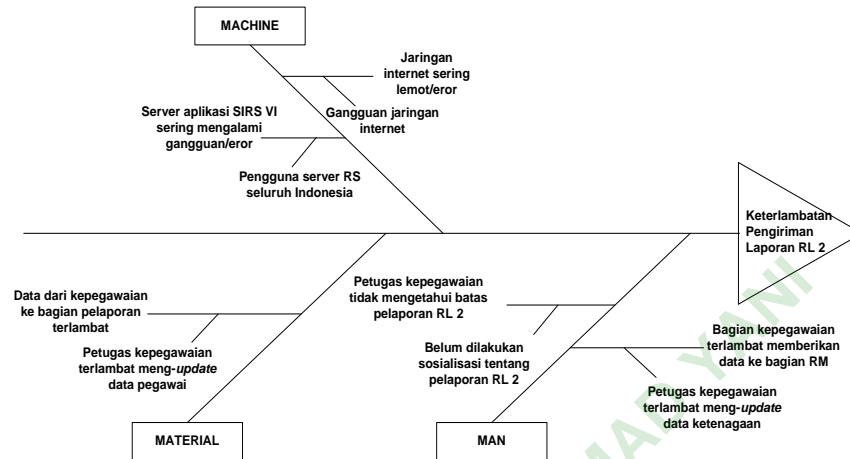 MACHINE
Jaringan
internet sering
lemot/eror
Server aplikasi SIRS VI
sering mengalami
gangguan/eror
Gangguan jaringan
internet
Pengguna server RS
seluruh Indonesia
Keterlambatan
Pengiriman
Laporan RL 2
Data dari kepegawaian
ke bagian pelaporan
terlambat
Petugas kepegawaian
terlambat meng-update
data pegawai
Petugas kepegawaian
tidak mengetahui batas
pelaporan RL 2
Belum dilakukan
sosialisasi tentang
pelaporan RL 2
Bagian kepegawaian
terlambat memberikan
data ke bagian RM
Petugas kepegawaian
terlambat meng-update
data ketenagaan
MATERIAL
MAN
YANI